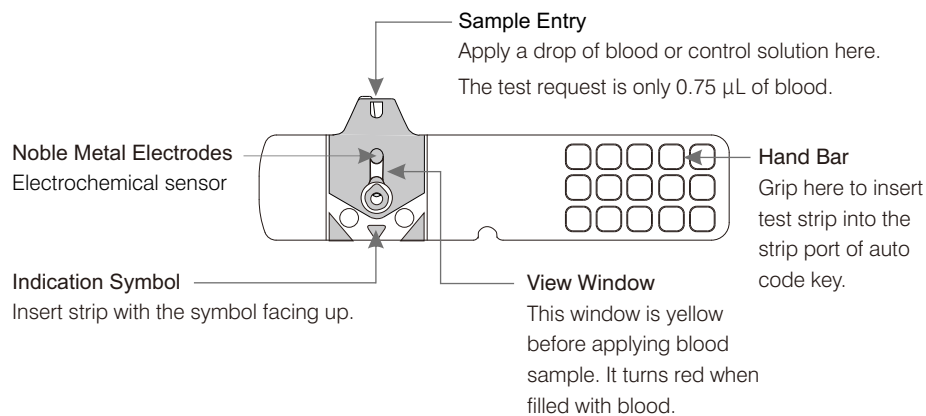 Sample Entry
Apply a drop of blood or control solution here.
The test request is only 0.75 µL of blood.
Noble Metal Electrodes
Electrochemical sensor
Hand Bar
Grip here to insert
test strip into the
strip port of auto
code key.
Indication Symbol
Insert strip with the symbol facing up.
View Window
This window is yellow
before applying blood
sample. It turns red when
filled with blood.